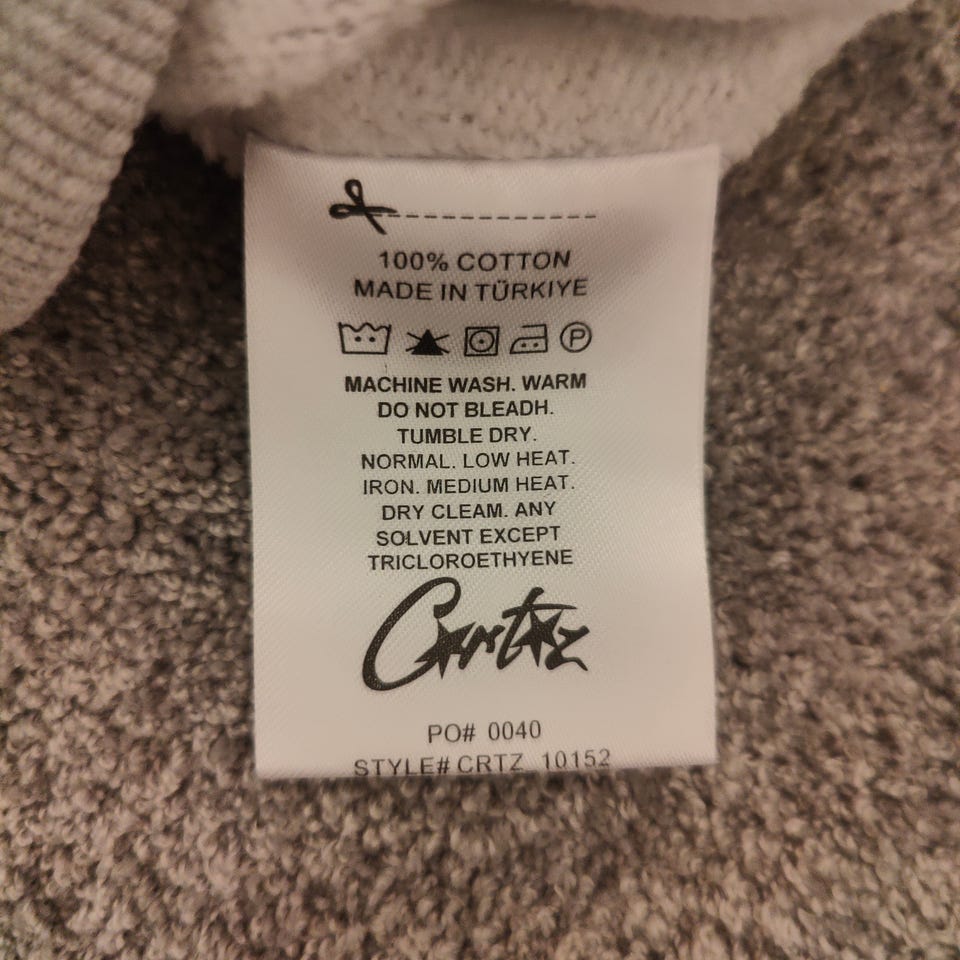 100% COTTON
MADE IN TÜRKIYE
P
MACHINE WASH. WARM
DO NOT BLEADH.
TUMBLE DRY.
NORMAL. LOW HEAT.
IRON. MEDIUM HEAT.
DRY CLEAM. ANY
SOLVENT EXCEPT
TRICLOROETHYENE
Crtz
PO# 0040
STYLE# CRTZ 10152